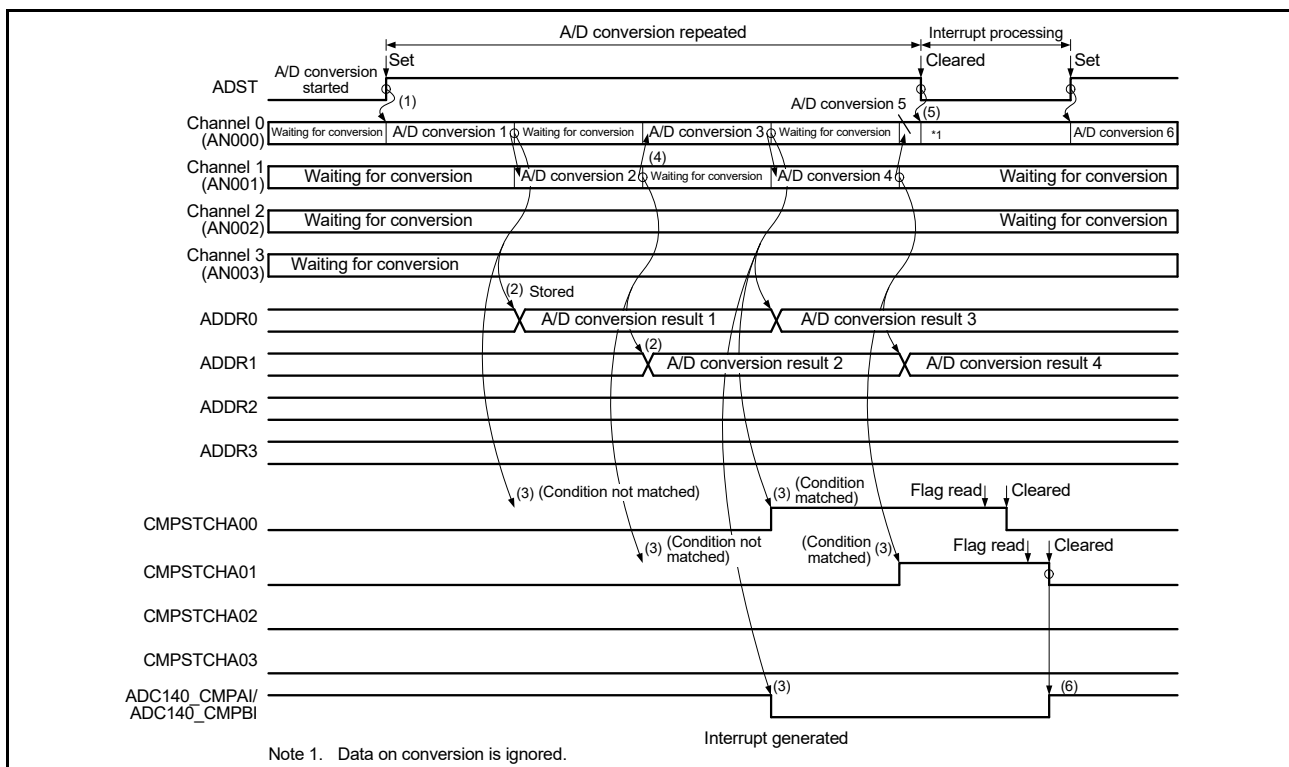 A/D conversion repeated
Interrupt processing
Set
Cleared
Set
A/D conversion
started
ADST
(1)
A/D conversion 5
(5)
Channel 0
(AN000)
Waiting for conversion
A/D conversion 1
Waiting for conversion
A/D conversion 3
Waiting for conversion
*1
A/D conversion 6
(4)
Channel 1
(AN001)
Waiting for conversion
A/D conversion 2
Waiting for conversion
A/D conversion 4
Waiting for conversion
Channel 2
(AN002)
Waiting for conversion
Waiting for conversion
Channel 3
(AN003)
Waiting for conversion
(2) Stored
ADDR0
A/D conversion result 1
A/D conversion result 3
(2)
ADDR1
A/D conversion result 2
A/D conversion result 4
ADDR2
ADDR3
(3) (Condition not matched)
(3) (Condition
matched)
Flag read
Cleared
CMPSTCHA00
(3) (Condition not
matched)
(Condition
matched) (3)
Flag read
Cleared
CMPSTCHA01
CMPSTCHA02
CMPSTCHA03
ADC140_CMPAI/
ADC140_CMPBI
(3)
(6)
Interrupt generated
Note 1. Data on conversion is ignored.